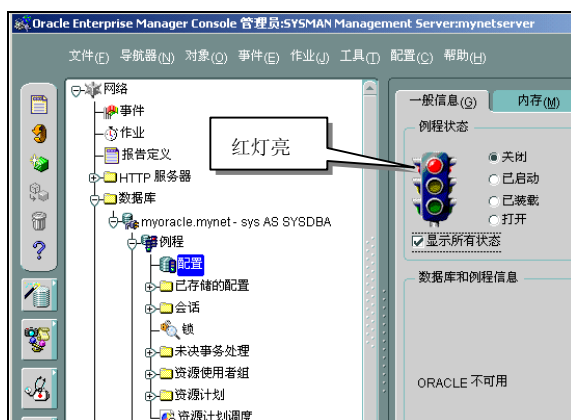 Oracle Enterprise Manager Console 管理员:SYSMAN Management Server:mynetserver
文件(F) 导航器(N) 对象(O) 事件(E) 作业(J) 工具(T) 配置(C) 帮助(H)
网络
事件
作业
报告定义
HTTP 服务器
数据库
myoracle.mynet - sys AS SYSDBA
例程
配置
已存储的配置
会话
锁
未决事务处理
资源使用者组
资源计划
资源计划调度
红灯亮
一般信息(G) 内存(M)
例程状态
关闭
已启动
已装载
打开
显示所有状态
数据库和例程信息
ORACLE 不可用